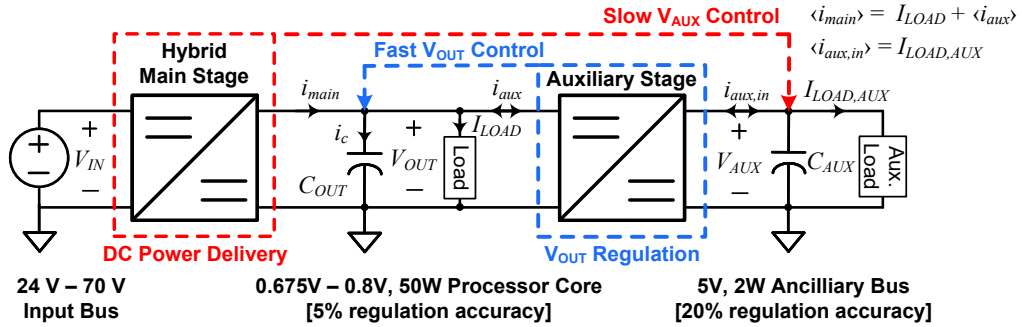 Slow V_AUX Control
‹i_main› = I_LOAD + ‹i_aux›
‹i_aux,in› = I_LOAD,AUX
Hybrid
Main Stage
Fast V_OUT Control
Auxiliary Stage
i_main
i_aux
i_aux,in
I_LOAD,AUX
I_LOAD
i_c
+
V_IN
–
+
–
C_OUT
+
V_OUT
–
Load
+
V_AUX
–
C_AUX
Aux.
Load
DC Power Delivery
V_OUT Regulation
24 V – 70 V
Input Bus
0.675V – 0.8V, 50W Processor Core
[5% regulation accuracy]
5V, 2W Ancilliary Bus
[20% regulation accuracy]